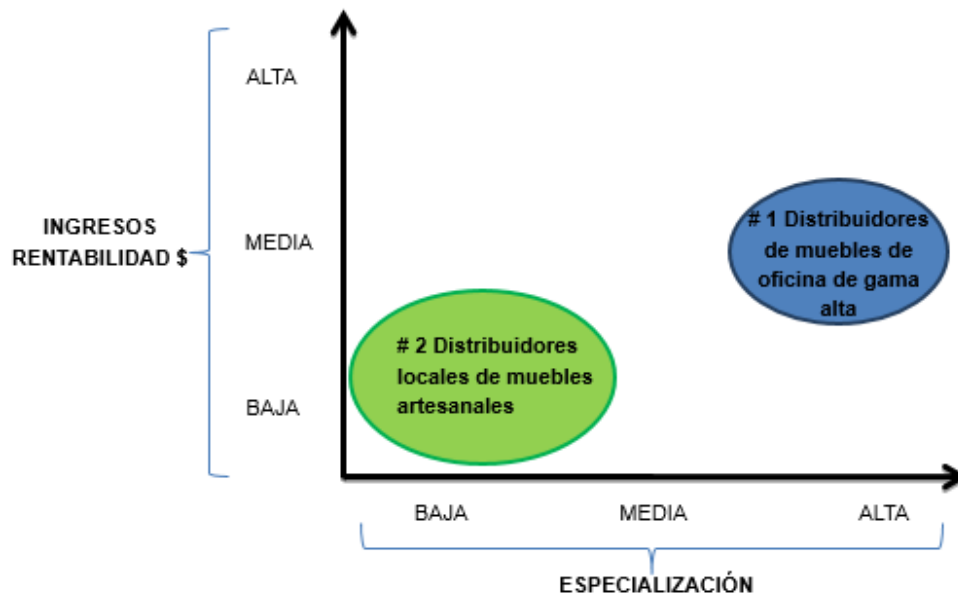 ALTA
INGRESOS
RENTABILIDAD $
MEDIA
BAJA
# 1 Distribuidores
de muebles de
oficina de gama
alta
# 2 Distribuidores
locales de muebles
artesanales
BAJA
MEDIA
ALTA
ESPECIALIZACIÓN